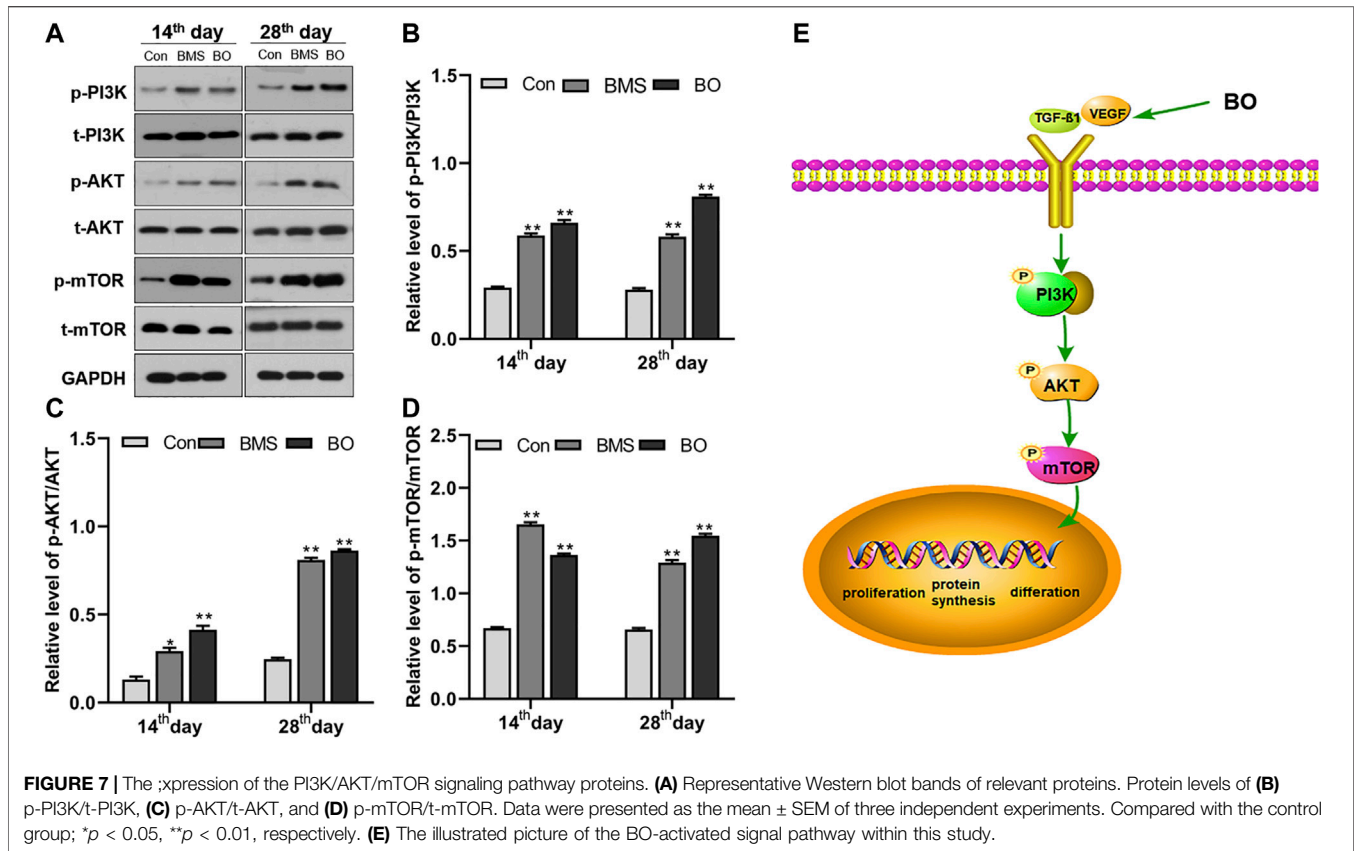 A
14th day 28th day
Con BMS BO Con BMS BO
p-PI3K
t-PI3K
p-AKT
t-AKT
p-mTOR
t-mTOR
GAPDH
B
Con BMS BO
Relative level of p-PI3K/PI3K
1.5
1.0
0.5
0.0
** ** ** **
14th day 28th day
C
Con BMS BO
Relative level of p-AKT/AKT
1.5
1.0
0.5
0.0
* ** ** **
14th day 28th day
D
Con BMS BO
Relative level of p-mTOR/mTOR
2.5
2.0
1.5
1.0
0.5
0.0
** ** ** **
14th day 28th day
E
BO
TGF-ß1 VEGF
P
PI3K
P
AKT
P
mTOR
proliferation protein synthesis differation
FIGURE 7 | The ;xpression of the PI3K/AKT/mTOR signaling pathway proteins. (A) Representative Western blot bands of relevant proteins. Protein levels of (B)
p-PI3K/t-PI3K, (C) p-AKT/t-AKT, and (D) p-mTOR/t-mTOR. Data were presented as the mean ± SEM of three independent experiments. Compared with the control
group; *p < 0.05, **p < 0.01, respectively. (E) The illustrated picture of the BO-activated signal pathway within this study.